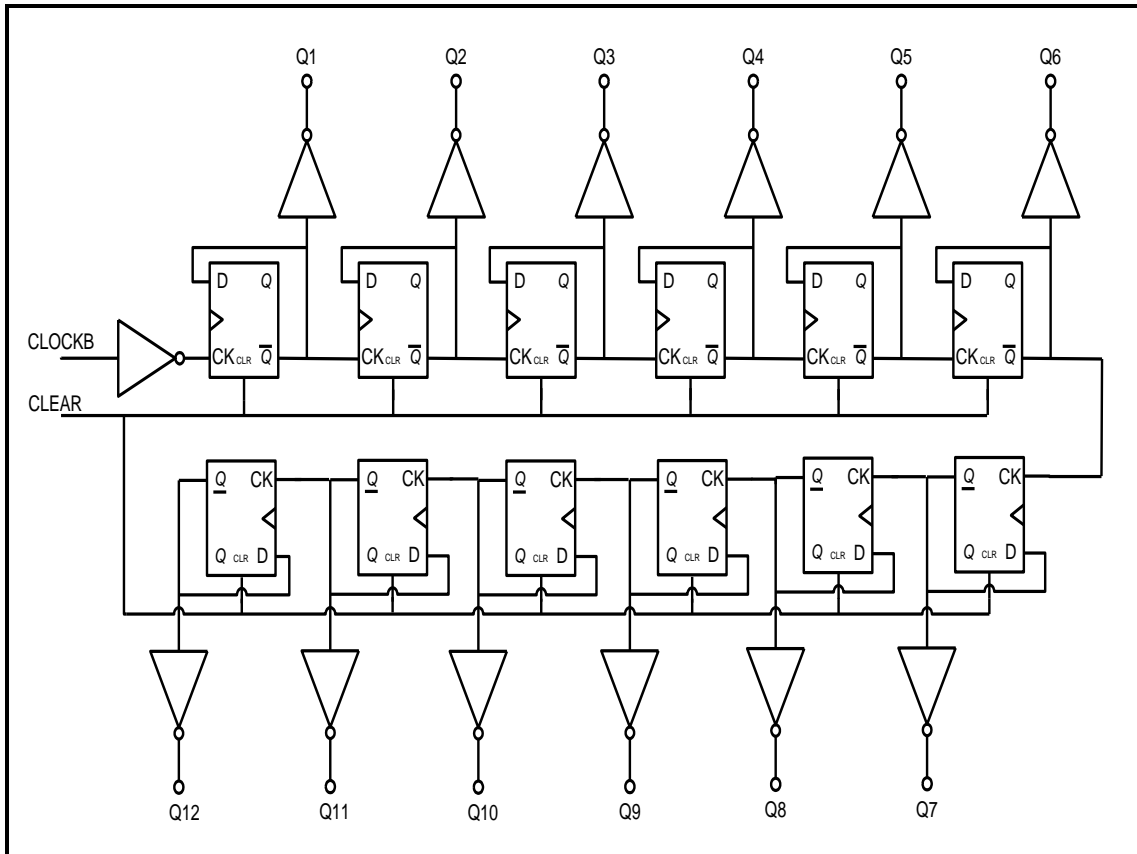 Q1 Q2 Q3 Q4 Q5 Q6
D Q D Q D Q D Q D Q D Q
CLOCKB
CK CLR Q̅ CK CLR Q̅ CK CLR Q̅ CK CLR Q̅ CK CLR Q̅ CK CLR Q̅
CLEAR
Q CK Q CK Q CK Q CK Q CK Q CK
Q CLR D Q CLR D Q CLR D Q CLR D Q CLR D Q CLR D
Q12 Q11 Q10 Q9 Q8 Q7